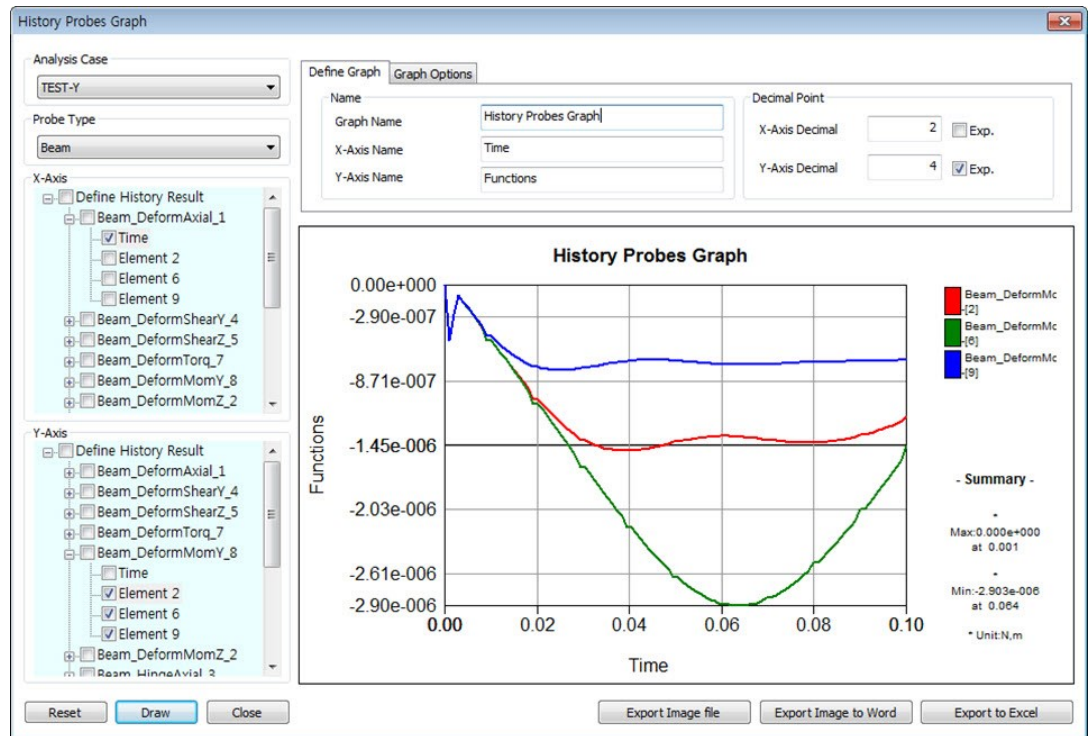 History Probes Graph
Analysis Case
TEST-Y
Probe Type
Beam
X-Axis
Define History Result
Beam_DeformAxial_1
Time
Element 2
Element 6
Element 9
Beam_DeformShearY_4
Beam_DeformShearZ_5
Beam_DeformTorq_7
Beam_DeformMomY_8
Beam_DeformMomZ_2
Y-Axis
Define History Result
Beam_DeformAxial_1
Beam_DeformShearY_4
Beam_DeformShearZ_5
Beam_DeformTorq_7
Beam_DeformMomY_8
Time
Element 2
Element 6
Element 9
Beam_DeformMomZ_2
Beam_HingeAxial_3
Define Graph Graph Options
Name
Graph Name History Probes Graph
X-Axis Name Time
Y-Axis Name Functions
Decimal Point
X-Axis Decimal 2 Exp.
Y-Axis Decimal 4 Exp.
History Probes Graph
0.00e+000
-2.90e-007
-8.71e-007
-1.45e-006
-2.03e-006
-2.61e-006
-2.90e-006
Functions
0.00 0.02 0.04 0.06 0.08 0.10
Time
Beam_DeformMc
-[2]
Beam_DeformMc
-[6]
Beam_DeformMc
-[9]
- Summary -
Max:0.000e+000
at 0.001
Min:-2.903e-006
at 0.064
* Unit:N,m
Reset Draw Close
Export Image file Export Image to Word Export to Excel